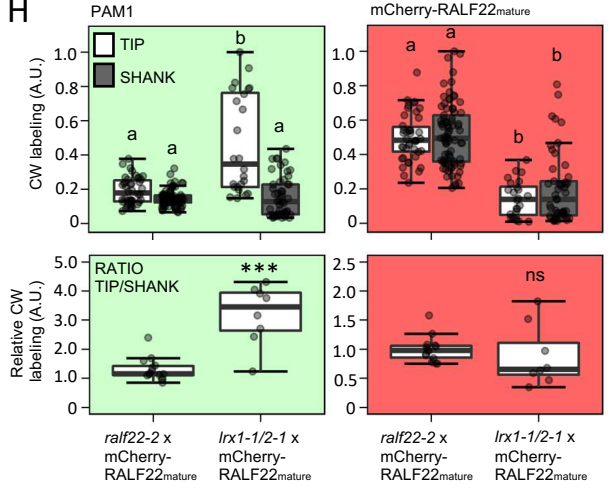 H
PAM1
mCherry-RALF22mature
CW labeling (A.U.)
TIP
SHANK
1.0
0.8
0.6
0.4
0.2
0
a
a
b
a
1.0
0.8
0.6
0.4
0.2
0
a
a
b
b
Relative CW
labeling (A.U.)
RATIO
TIP/SHANK
5.0
4.0
3.0
2.0
1.0
0
***
2.5
2.0
1.5
1.0
0.5
0
ns
ralf22-2 x
mCherry-
RALF22mature
lrx1-1/2-1 x
mCherry-
RALF22mature
ralf22-2 x
mCherry-
RALF22mature
lrx1-1/2-1 x
mCherry-
RALF22mature